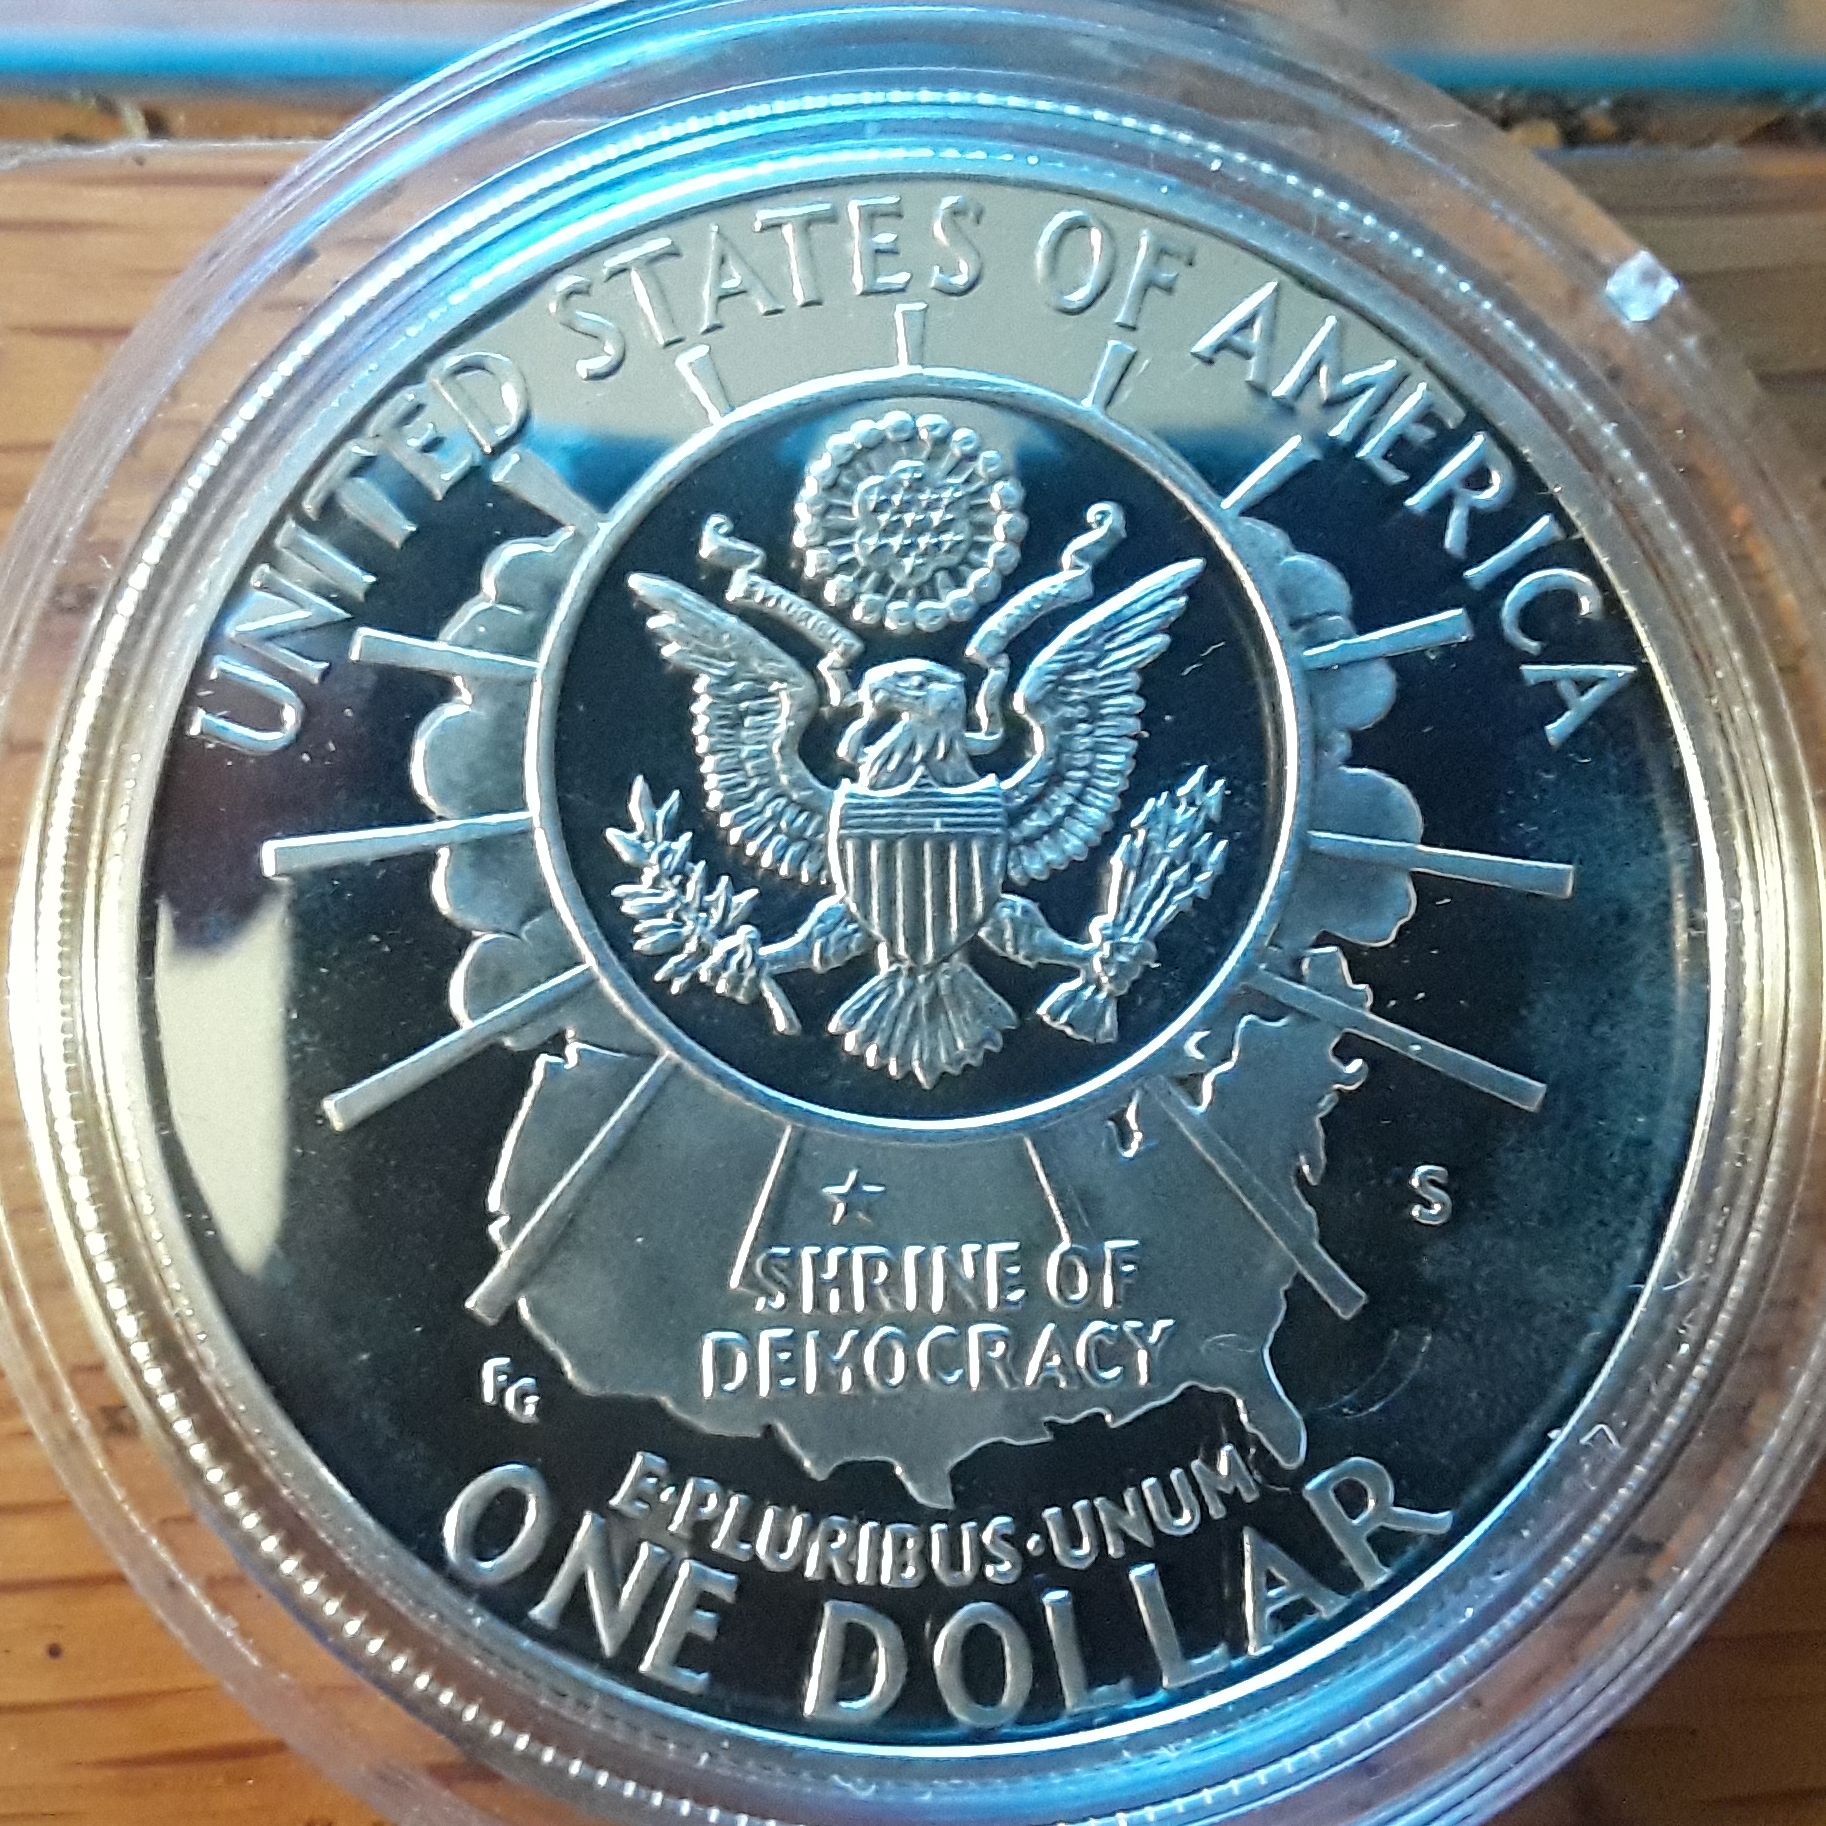 UNITED STATES OF AMERICA
S
SHRINE OF
DEMOCRACY
FG
E·PLURIBUS·UNUM
ONE DOLLAR